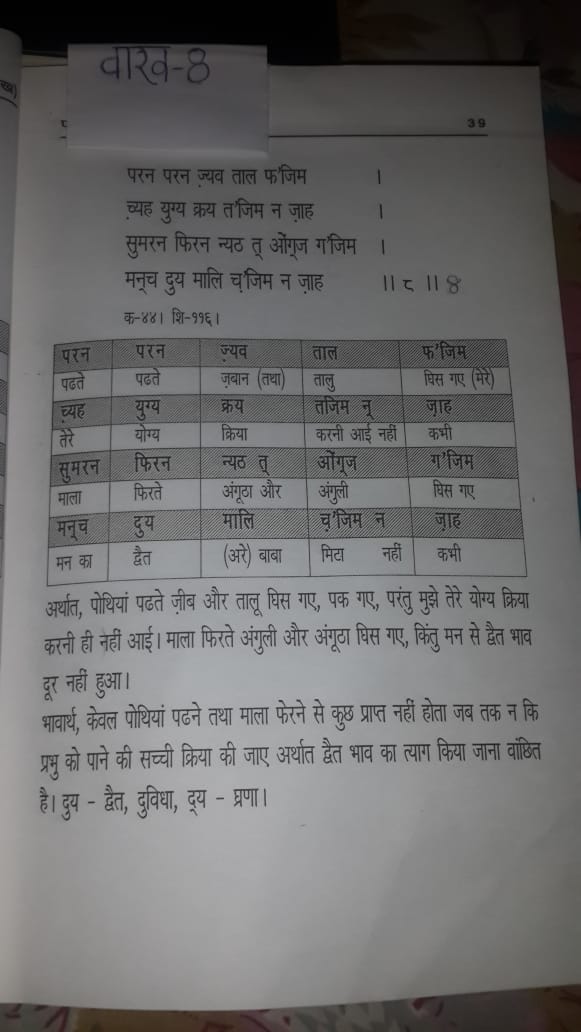 वाख-8
39
परन परन ज़्यव ताल फ'जिम ।
च़्यह युग्य क्रय त'जिम न ज़ाह ।
सुमरन फिरन न्यठ तॖ ओंगॖज ग'जिम ।
मनॖच दुय मालि च़'जिम न ज़ाह ।। ८ ।। 8
क-४४। शि-११६।
परन परन ज़्यव ताल फ'जिम
पढते पढते ज़बान (तथा) तालु घिस गए (मेरे)
च़्यह युग्य क्रय तजिम नॖ ज़ाह
तेरे योग्य क्रिया करनी आई नहीं कभी
सुमरन फिरन न्यठ तॖ ओंगॖज ग'जिम
माला फिरते अंगूठा और अंगुली घिस गए
मनॖच दुय मालि च़'जिम न ज़ाह
मन का द्वैत (अरे) बाबा मिटा नहीं कभी
अर्थात, पोथियां पढते ज़ीब और तालू घिस गए, पक गए, परंतु मुझे तेरे योग्य क्रिया
करनी ही नहीं आई। माला फिरते अंगुली और अंगूठा घिस गए, किंतु मन से द्वैत भाव
दूर नहीं हुआ।
भावार्थ, केवल पोथियां पढने तथा माला फेरने से कुछ प्राप्त नहीं होता जब तक न कि
प्रभु को पाने की सच्ची क्रिया की जाए अर्थात द्वैत भाव का त्याग किया जाना वांछित
है। दुय - द्वैत, दुविधा, द्य - घ्रणा।